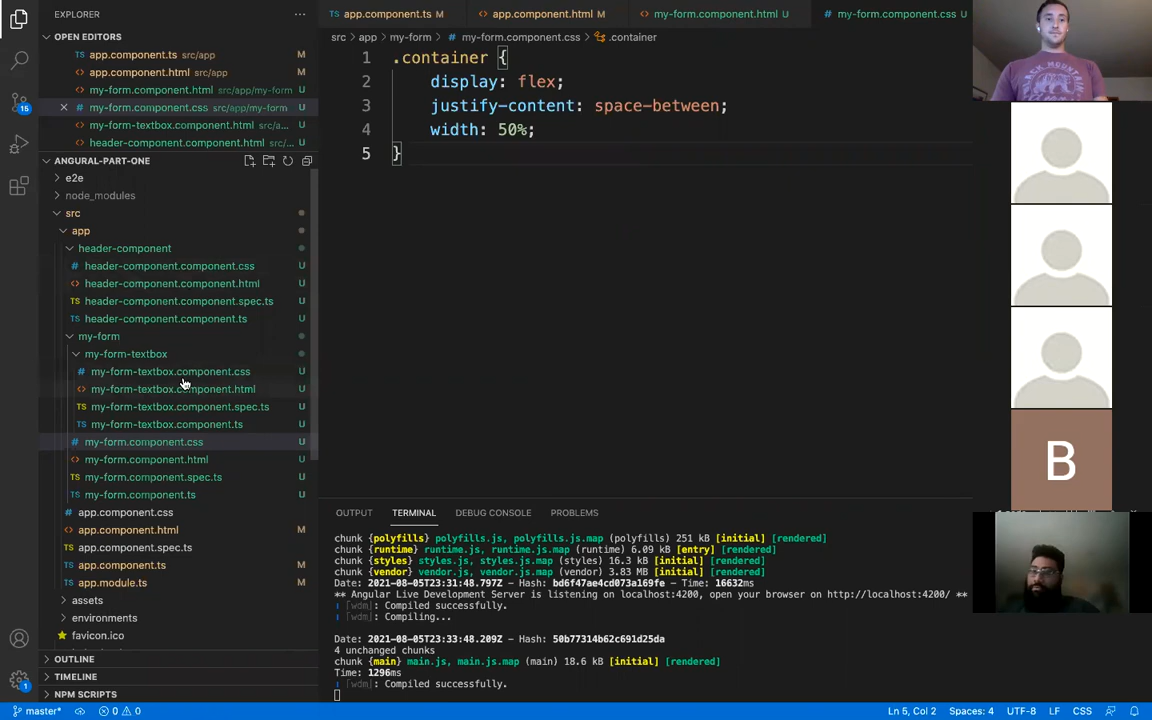 EXPLORER
OPEN EDITORS
app.component.ts src/app M
app.component.html src/app M
my-form.component.html src/app/my-form U
my-form.component.css src/app/my-form U
my-form-textbox.component.html src/a... U
header-component.component.html src/... U
ANGURAL-PART-ONE
e2e
node_modules
src
app
header-component
header-component.component.css U
header-component.component.html U
header-component.component.spec.ts U
header-component.component.ts U
my-form
my-form-textbox
my-form-textbox.component.css U
my-form-textbox.component.html U
my-form-textbox.component.spec.ts U
my-form-textbox.component.ts U
my-form.component.css U
my-form.component.html U
my-form.component.spec.ts U
my-form.component.ts U
app.component.css
app.component.html M
app.component.spec.ts
app.component.ts M
app.module.ts M
assets
environments
favicon.ico
OUTLINE
TIMELINE
NPM SCRIPTS
15
1
app.component.ts M
app.component.html M
my-form.component.html U
my-form.component.css U
src > app > my-form > # my-form.component.css > .container
1 .container {
2 display: flex;
3 justify-content: space-between;
4 width: 50%;
5 }
OUTPUT TERMINAL DEBUG CONSOLE PROBLEMS
chunk {polyfills} polyfills.js, polyfills.js.map (polyfills) 251 kB [initial] [rendered]
chunk {runtime} runtime.js, runtime.js.map (runtime) 6.09 kB [entry] [rendered]
chunk {styles} styles.js, styles.js.map (styles) 16.3 kB [initial] [rendered]
chunk {vendor} vendor.js, vendor.js.map (vendor) 3.83 MB [initial] [rendered]
Date: 2021-08-05T23:31:48.797Z - Hash: bd6f47ae4cd073a169fe - Time: 16632ms
** Angular Live Development Server is listening on localhost:4200, open your browser on http://localhost:4200/ **
: Compiled successfully.
: Compiling...
Date: 2021-08-05T23:33:48.209Z - Hash: 50b77314b62c691d25da
4 unchanged chunks
chunk {main} main.js, main.js.map (main) 18.6 kB [initial] [rendered]
Time: 1296ms
: Compiled successfully.
B
master* 0 0
Ln 5, Col 2 Spaces: 4 UTF-8 LF CSS